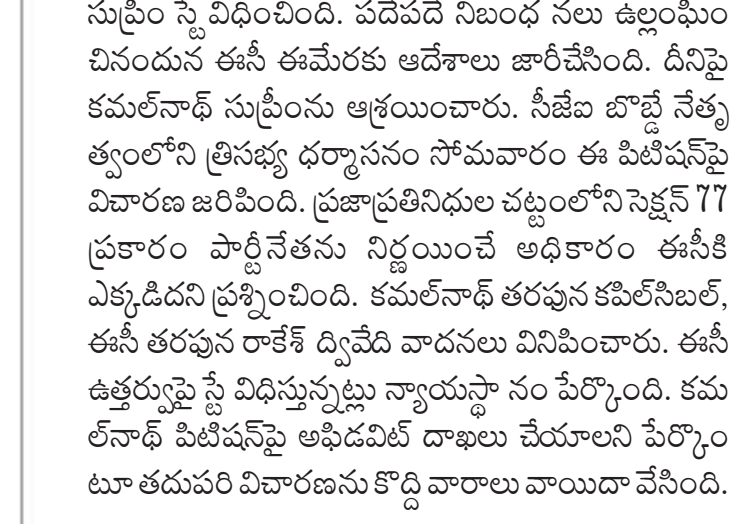 సుప్రీం స్టే విధించింది. పదేపదే నిబంధ నలు ఉల్లంఘిం
చినందున ఈసీ ఈమేరకు ఆదేశాలు జారీచేసింది. దీనిపై
కమల్‌నాథ్ సుప్రీంను ఆశ్రయించారు. సీజేఐ బొబ్డే నేతృ
త్వంలోని త్రిసభ్య ధర్మాసనం సోమవారం ఈ పిటిషన్‌పై
విచారణ జరిపింది. ప్రజాప్రతినిధుల చట్టంలోని సెక్షన్ 77
ప్రకారం పార్టీనేతను నిర్ణయించే అధికారం ఈసీకి
ఎక్కడిదని ప్రశ్నించింది. కమల్‌నాథ్ తరఫున కపిల్‌సిబల్,
ఈసీ తరఫున రాకేశ్ ద్వివేది వాదనలు వినిపించారు. ఈసీ
ఉత్తర్వుపై స్టే విధిస్తున్నట్లు న్యాయస్థా నం పేర్కొంది. కమ
ల్‌నాథ్ పిటిషన్‌పై అఫిడవిట్ దాఖలు చేయాలని పేర్కొం
టూ తదుపరి విచారణను కొద్ది వారాలు వాయిదా వేసింది.